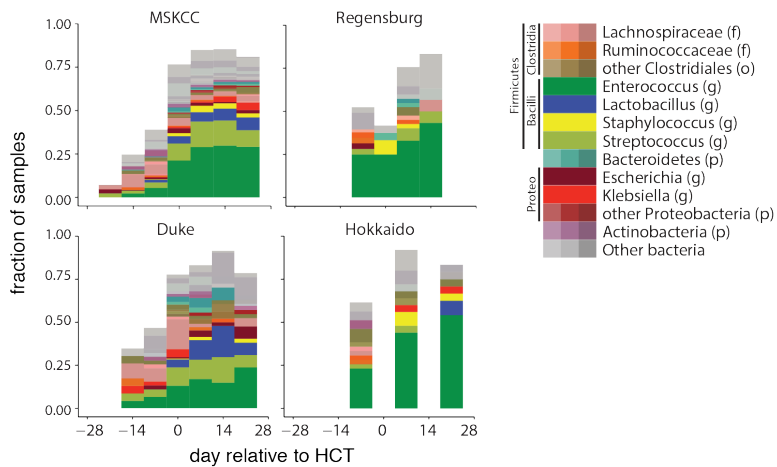 MSKCC
Regensburg
1.00
0.75
0.50
0.25
0.00
Duke
Hokkaido
1.00
0.75
0.50
0.25
0.00
−28 −14 0 14 28 −28 −14 0 14 28
day relative to HCT
fraction of samples
Firmicutes
Clostridia
Bacilli
Proteo
Lachnospiraceae (f)
Ruminococcaceae (f)
other Clostridiales (o)
Enterococcus (g)
Lactobacillus (g)
Staphylococcus (g)
Streptococcus (g)
Bacteroidetes (p)
Escherichia (g)
Klebsiella (g)
other Proteobacteria (p)
Actinobacteria (p)
Other bacteria